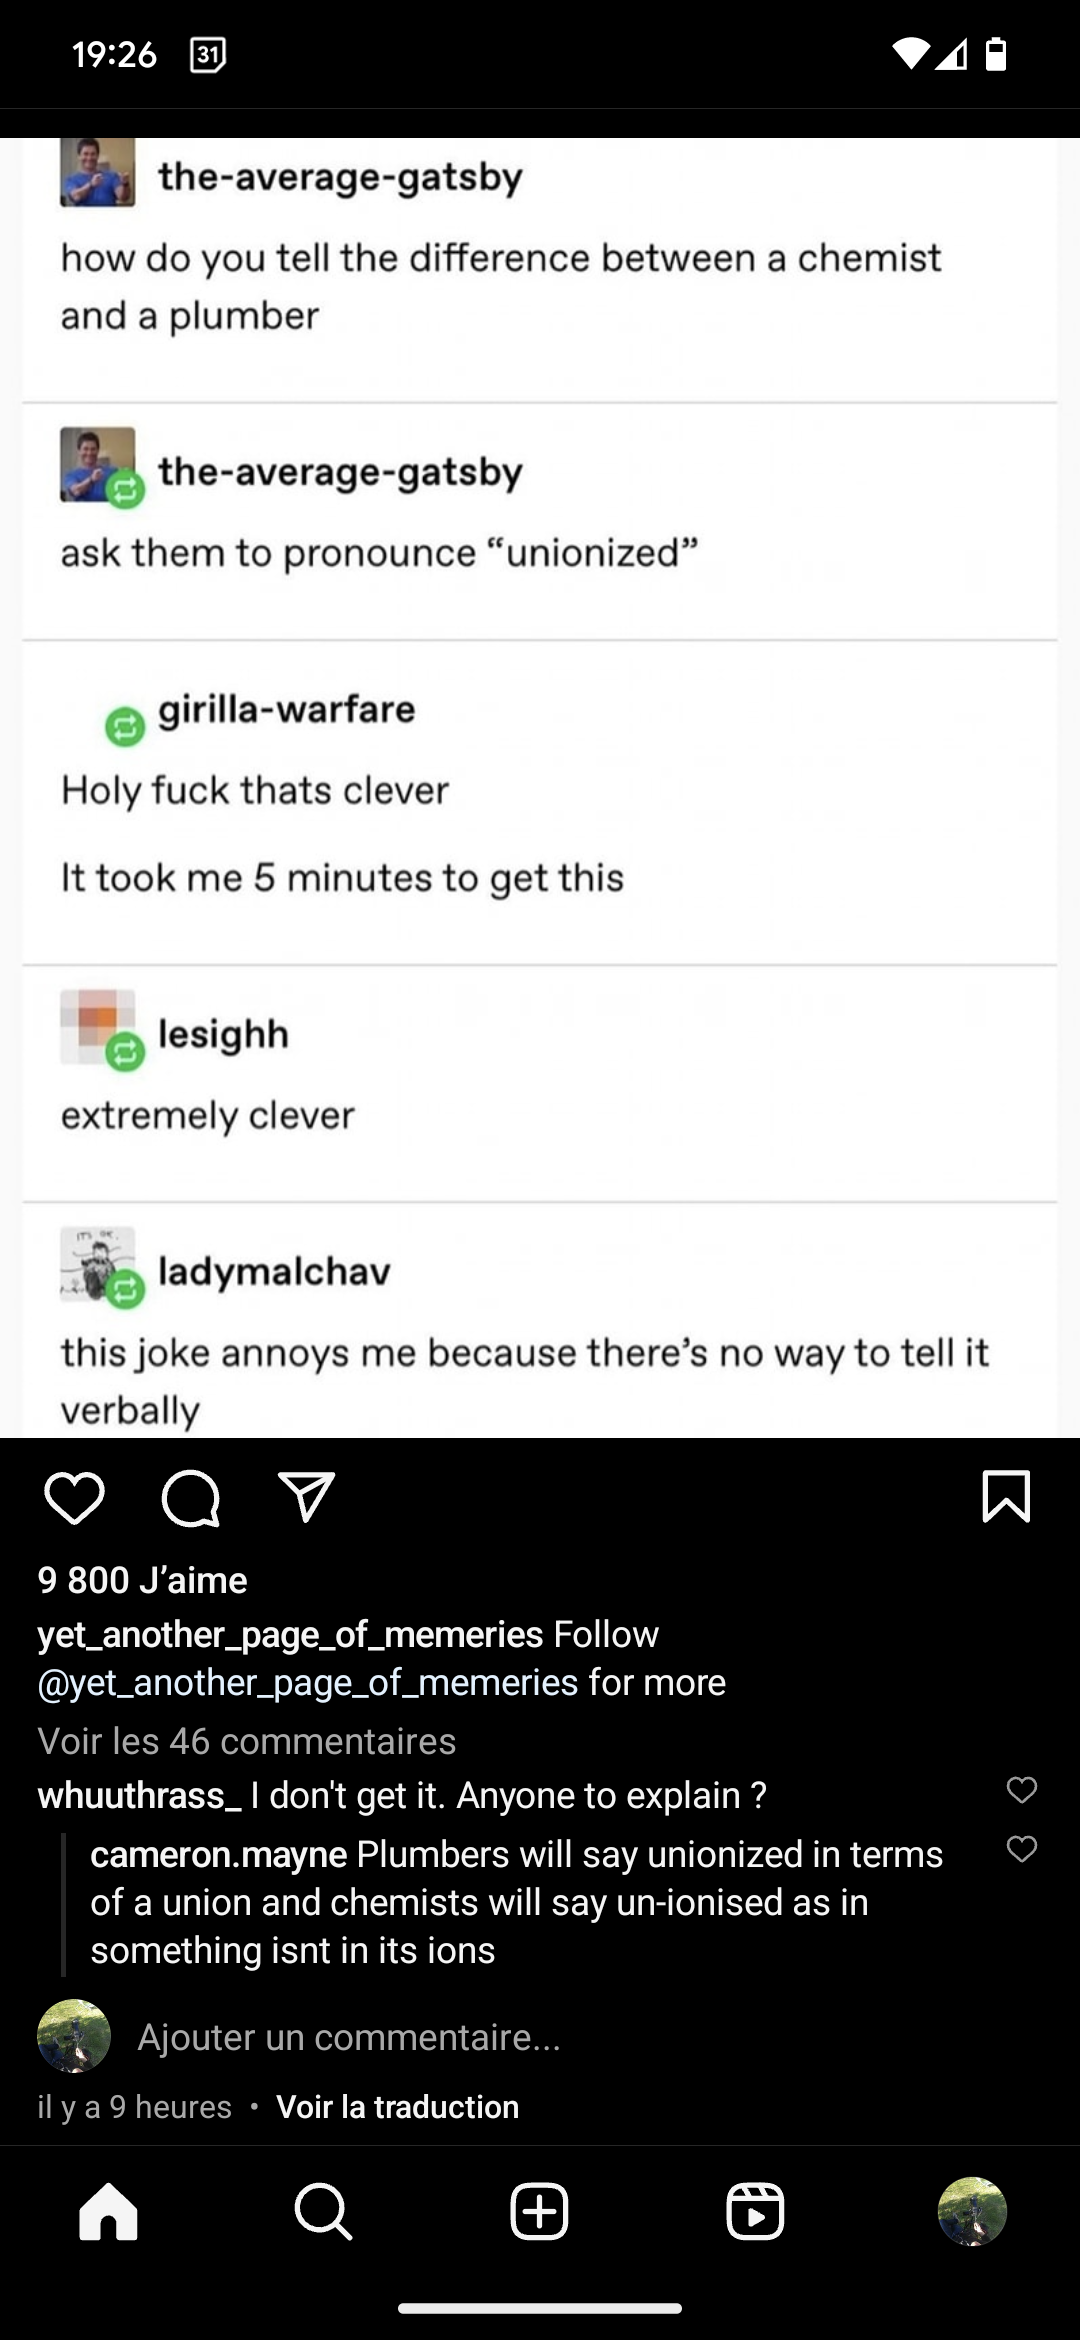 19:26
31
the-average-gatsby
how do you tell the difference between a chemist
and a plumber
the-average-gatsby
ask them to pronounce “unionized”
girilla-warfare
Holy fuck thats clever
It took me 5 minutes to get this
lesighh
extremely clever
IT'S OK.
ladymalchav
this joke annoys me because there’s no way to tell it
verbally
9 800 J’aime
yet_another_page_of_memeries Follow
@yet_another_page_of_memeries for more
Voir les 46 commentaires
whuuthrass_ I don't get it. Anyone to explain ?
cameron.mayne Plumbers will say unionized in terms
of a union and chemists will say un-ionised as in
something isnt in its ions
Ajouter un commentaire...
il y a 9 heures • Voir la traduction